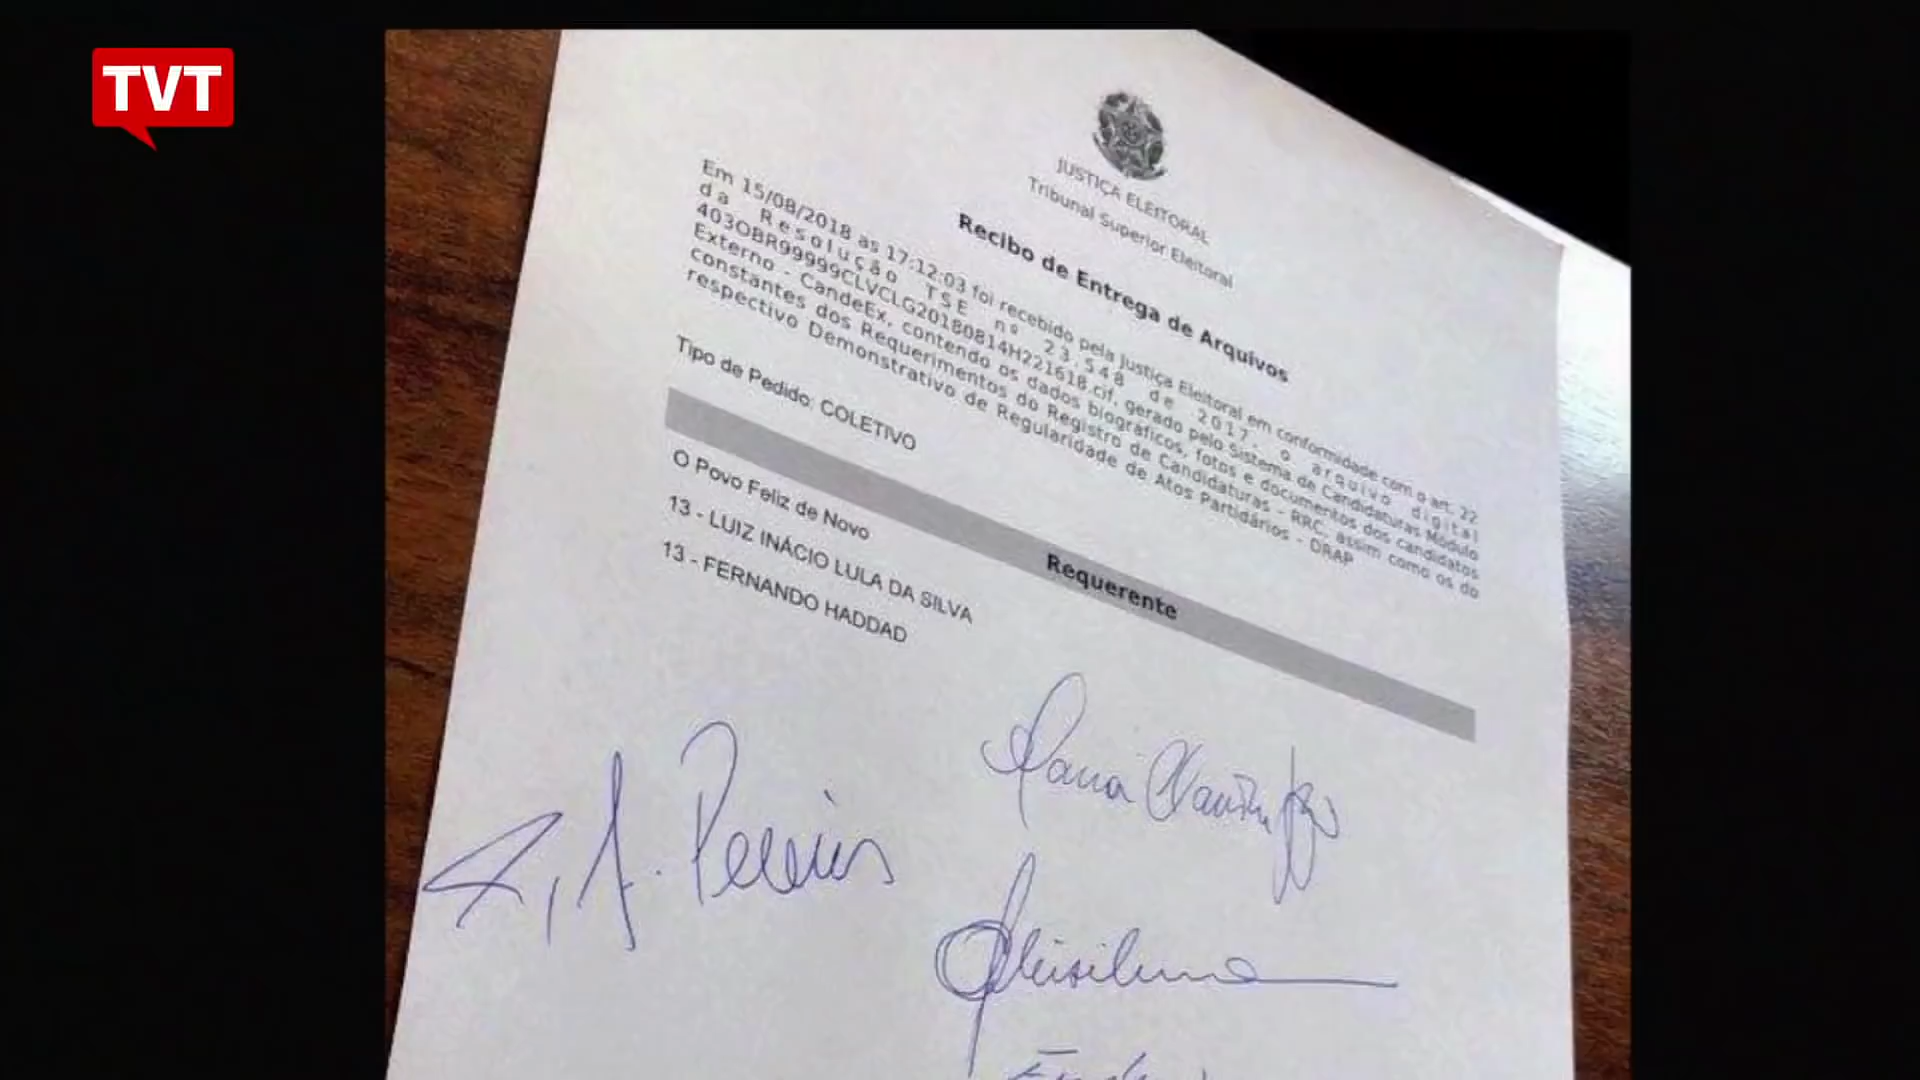 TVT
JUSTIÇA ELEITORAL
Tribunal Superior Eleitoral
Recibo de Entrega de Arquivos
Em 15/08/2018 às 17:12:03 foi recebido pela Justiça Eleitoral em conformidade com o art. 22
da Resolução TSE nº 23.548 de 2017, o arquivo digital
403OBR99999CLVCLG20180814H221618.cif, gerado pelo Sistema de Candidaturas Módulo
Externo - CandeEx, contendo os dados biográficos, fotos e documentos dos candidatos
constantes dos Requerimentos do Registro de Candidaturas - RRC, assim como os do
respectivo Demonstrativo de Regularidade de Atos Partidários - DRAP
Tipo de Pedido: COLETIVO
Requerente
O Povo Feliz de Novo
13 - LUIZ INÁCIO LULA DA SILVA
13 - FERNANDO HADDAD
Pereira